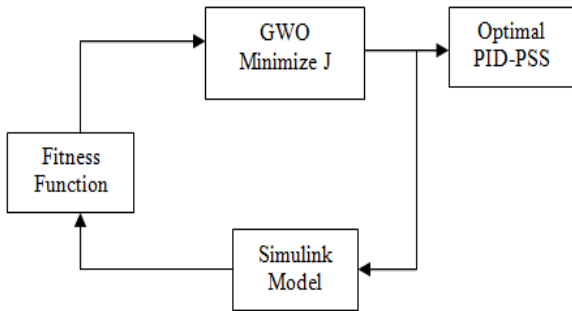 GWO
Minimize J
Optimal
PID-PSS
Fitness
Function
Simulink
Model